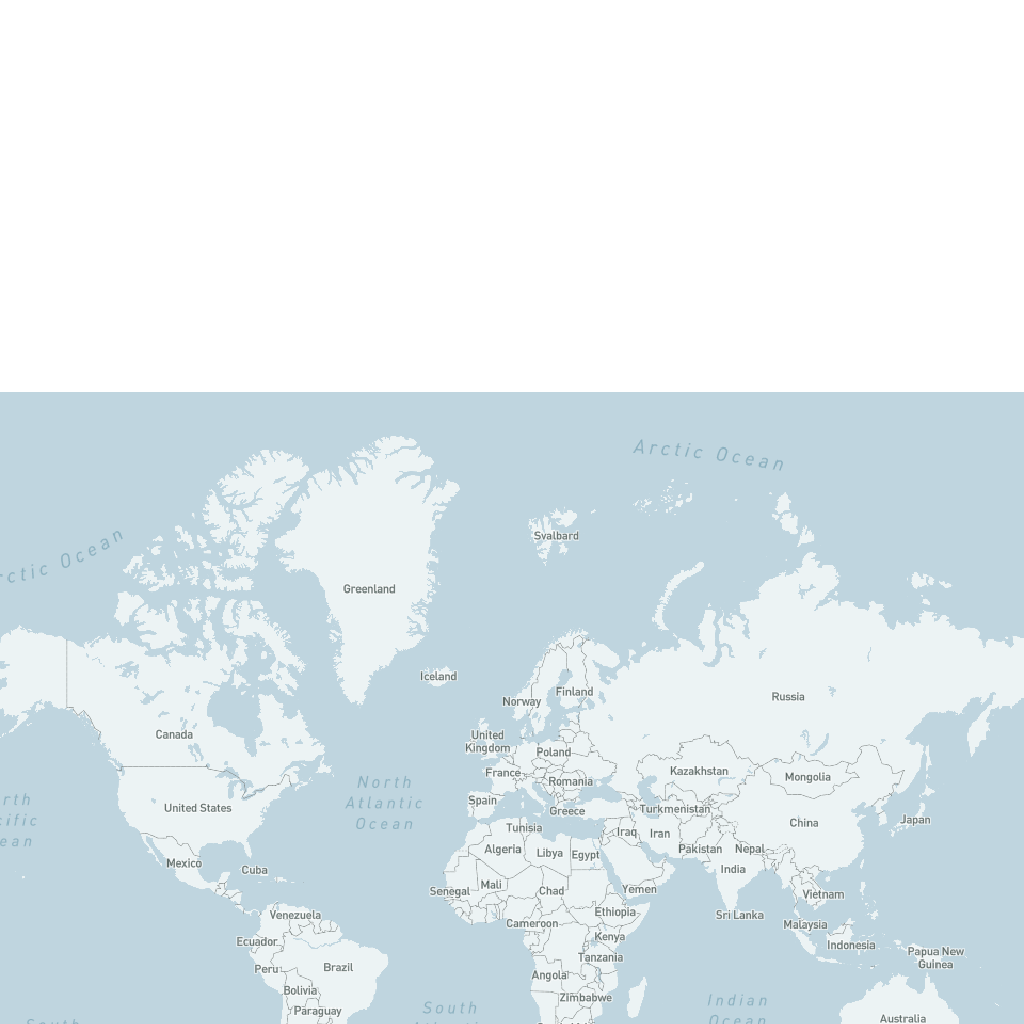 Arctic Ocean
Svalbard
rctic Ocean
Greenland
Iceland
Norway
Finland
Russia
Canada
United
Kingdom
Poland
France
Romania
Kazakhstan
Mongolia
North
Atlantic
Ocean
rth
cific
ean
United States
Spain
Greece
Turkmenistan
Japan
China
Tunisia
Iraq
Iran
Algeria
Libya
Egypt
Pakistan
Nepal
Mexico
Cuba
India
Senegal
Mali
Chad
Yemen
Vietnam
Venezuela
Ethiopia
Sri Lanka
Cameroon
Malaysia
Ecuador
Kenya
Indonesia
Papua New
Guinea
Peru
Brazil
Tanzania
Angola
Bolivia
Zimbabwe
Paraguay
South
Indian
Ocean
Australia
South